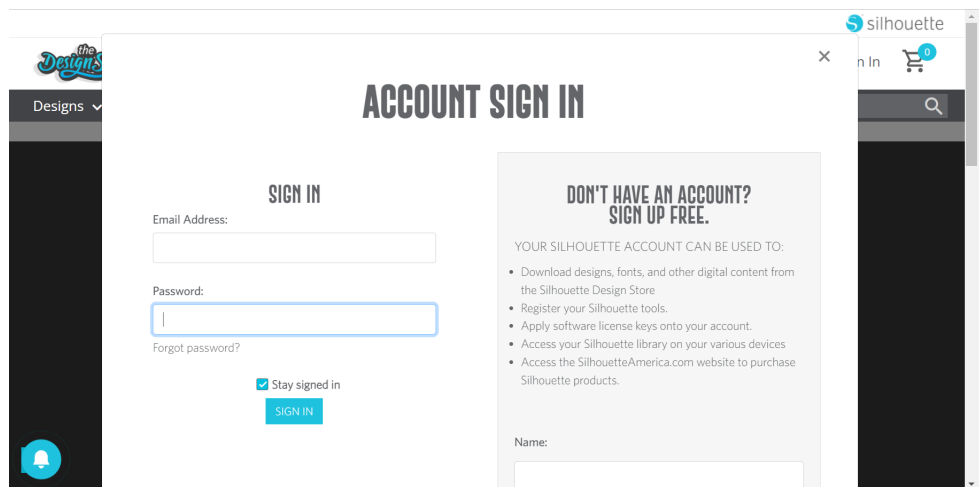 silhouette
the
Design S
n In
0
Designs
ACCOUNT SIGN IN
SIGN IN
Email Address:
Password:
Forgot password?
Stay signed in
SIGN IN
DON'T HAVE AN ACCOUNT?
SIGN UP FREE.
YOUR SILHOUETTE ACCOUNT CAN BE USED TO:
• Download designs, fonts, and other digital content from
the Silhouette Design Store
• Register your Silhouette tools.
• Apply software license keys onto your account.
• Access your Silhouette library on your various devices
• Access the SilhouetteAmerica.com website to purchase
Silhouette products.
Name: